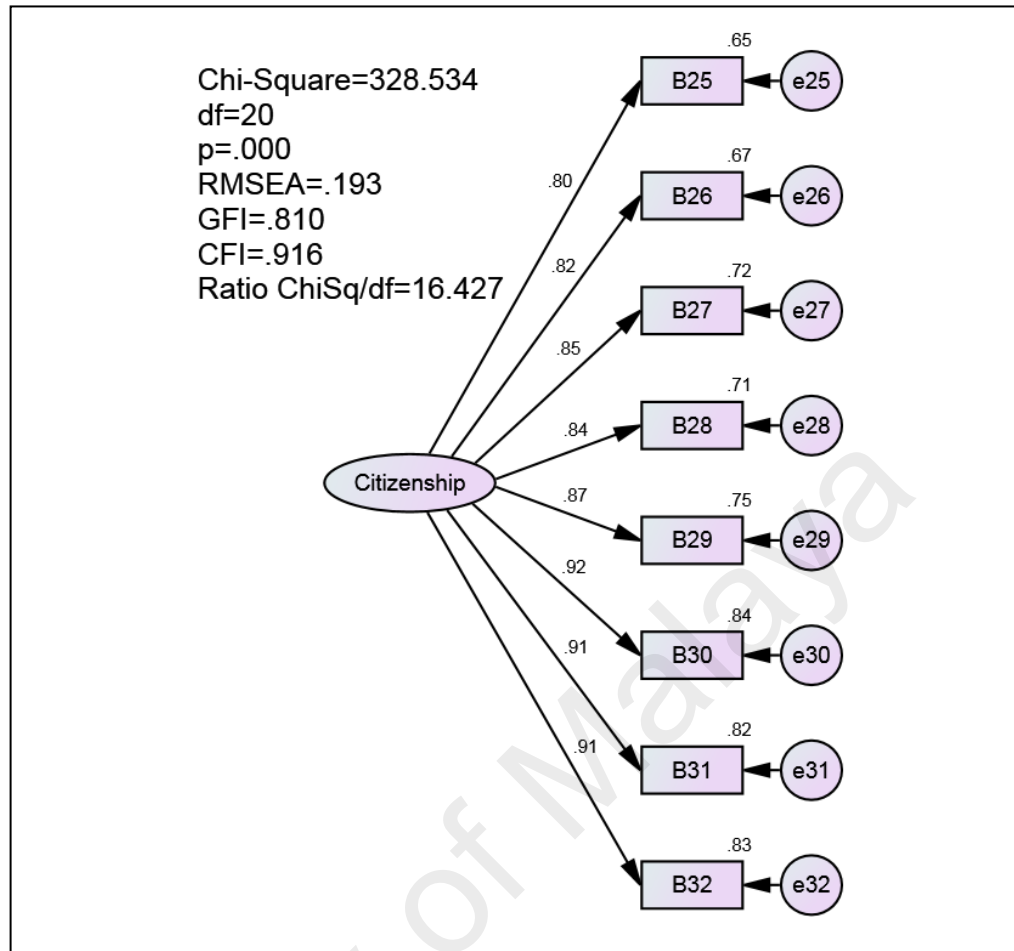 Chi-Square=328.534
df=20
p=.000
RMSEA=.193
GFI=.810
CFI=.916
Ratio ChiSq/df=16.427
.65
B25
e25
.80
.67
B26
e26
.82
.72
B27
e27
.85
.71
B28
e28
.84
Citizenship
.87
.75
B29
e29
.92
.84
B30
e30
.91
.82
B31
e31
.91
.83
B32
e32
of Malaya